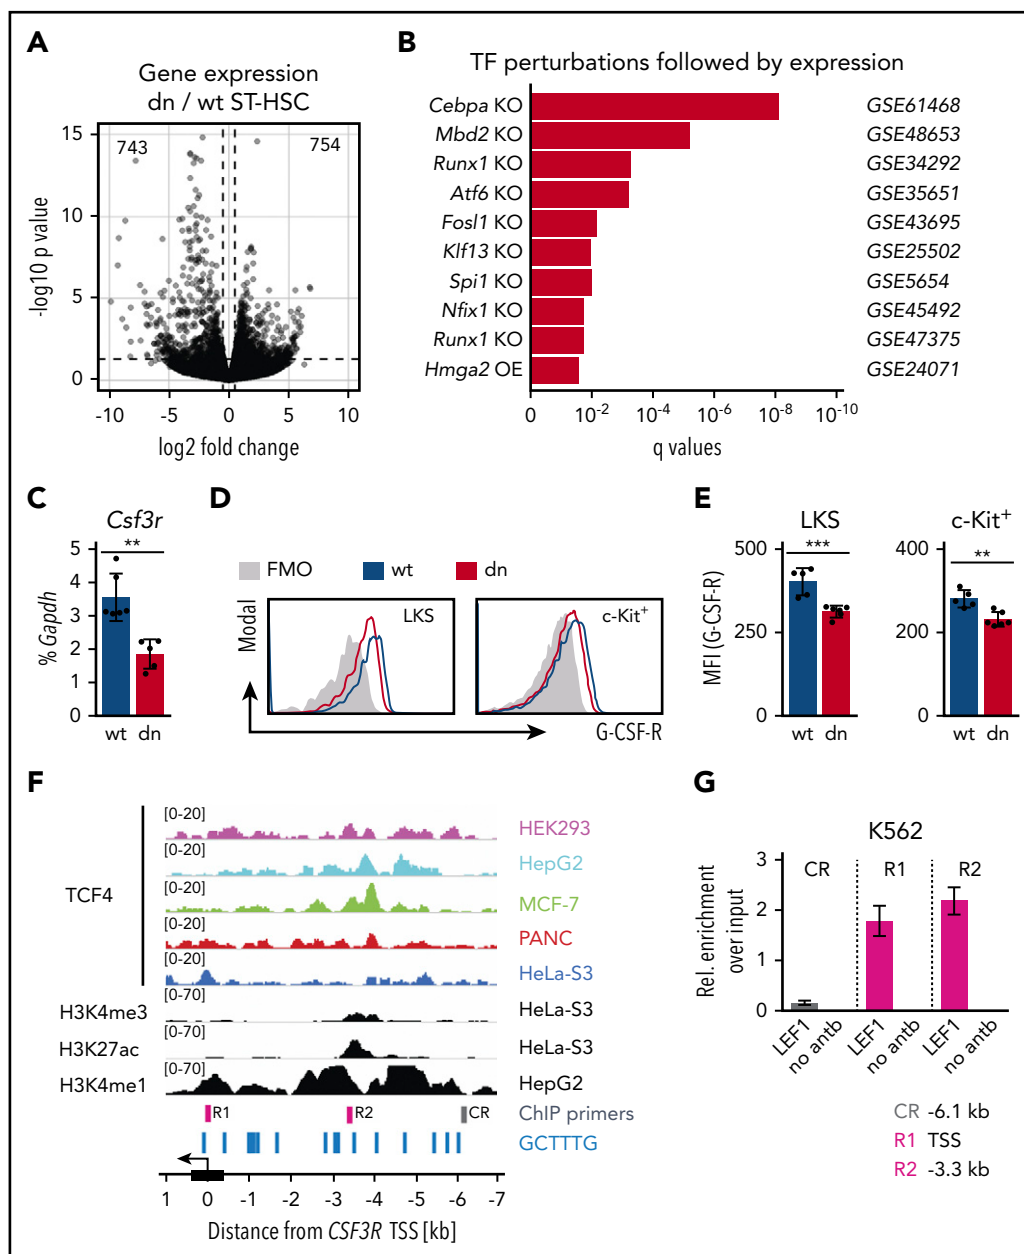 A
Gene expression
dn / wt ST-HSC
743
754
15
10
5
0
-log10 p value
-10 -5 0 5 10
log2 fold change
B
TF perturbations followed by expression
Cebpa KO GSE61468
Mbd2 KO GSE48653
Runx1 KO GSE34292
Atf6 KO GSE35651
Fosl1 KO GSE43695
Klf13 KO GSE25502
Spi1 KO GSE5654
Nfix1 KO GSE45492
Runx1 KO GSE47375
Hmga2 OE GSE24071
0 10-2 10-4 10-6 10-8 10-10
q values
C
Csf3r
**
5
4
3
2
1
0
% Gapdh
wt dn
D
FMO wt dn
LKS
c-Kit+
Modal
G-CSF-R
E
LKS
***
500
250
0
MFI (G-CSF-R)
wt dn
c-Kit+
**
400
200
0
wt dn
F
TCF4
[0-20] HEK293
[0-20] HepG2
[0-20] MCF-7
[0-20] PANC
[0-20] HeLa-S3
H3K4me3 [0-70] HeLa-S3
H3K27ac [0-70] HeLa-S3
H3K4me1 [0-70] HepG2
R1 R2 CR ChIP primers
GCTTTG
1 0 -1 -2 -3 -4 -5 -6 -7
Distance from CSF3R TSS [kb]
G
K562
CR R1 R2
3
2
1
0
Rel. enrichment
over input
LEF1 no antb LEF1 no antb LEF1 no antb
CR -6.1 kb
R1 TSS
R2 -3.3 kb